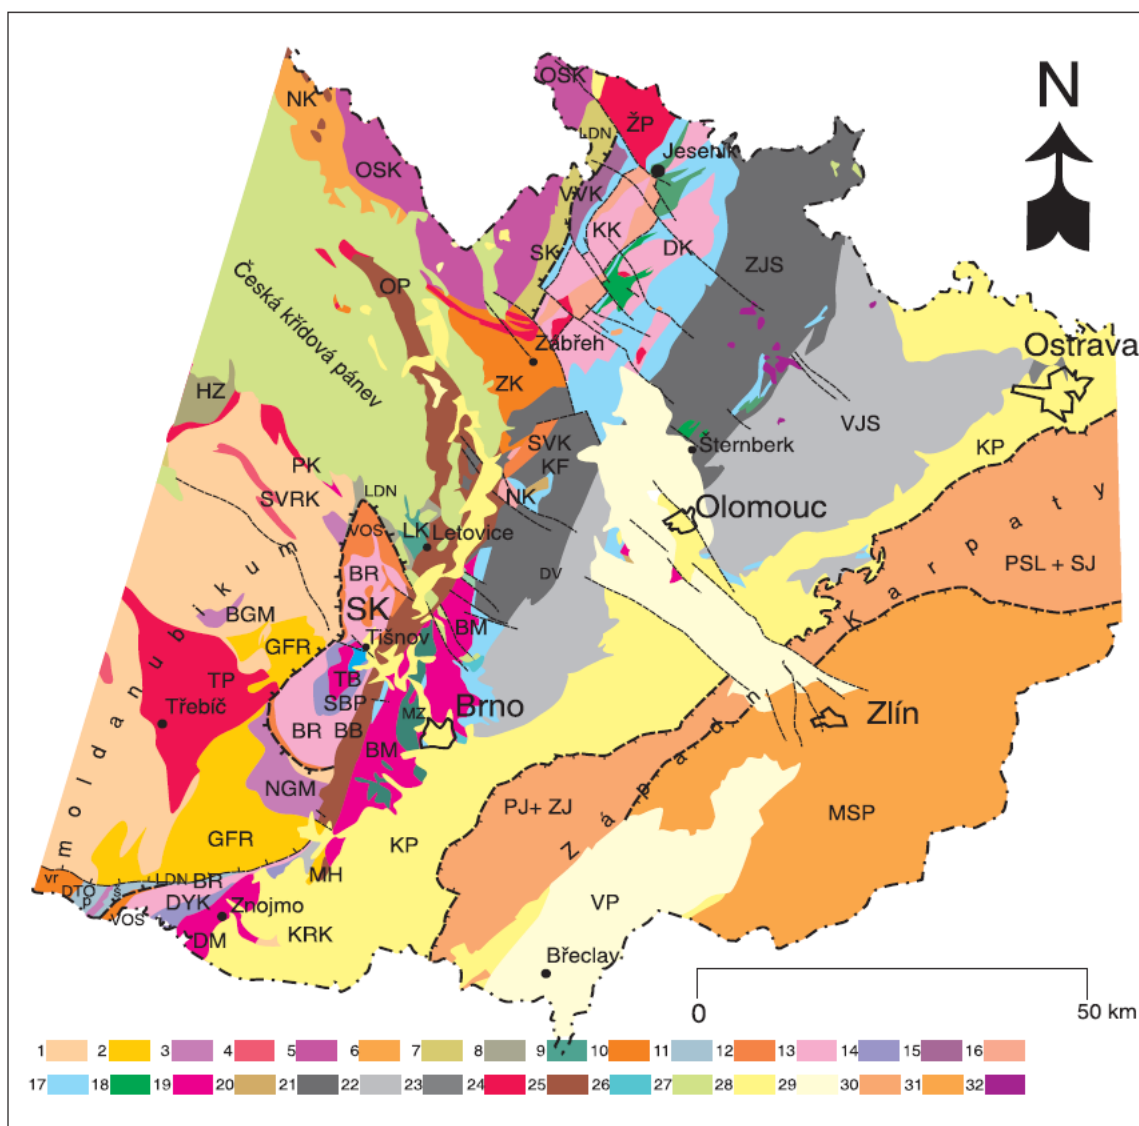 N
OSK
NK
ŽP
LDN
Jeseník
OSK
VVK
KK
DK
SK
ZJS
OP
Česká křídová pánev
Zábřeh
Ostrava
ZK
HZ
VJS
SVK
Šternberk
KP
KF
PK
SVRK
LDN
NK
Olomouc
VOS
LK
Letovice
PSL + SJ
BR
DV
SK
BGM
BM
GFR
Tišnov
moldanubikum
Západní Karpaty
TP
TB
Třebíč
SBP
MZ
Brno
Zlín
BR
BB
BM
NGM
PJ+ ZJ
MSP
GFR
KP
vr
LDN
BR
MH
DTO
p
š
DYK
Znojmo
VP
VOS
DM
KRK
Břeclav
0
50 km
1 2 3 4 5 6 7 8 9 10 11 12 13 14 15 16
17 18 19 20 21 22 23 24 25 26 27 28 29 30 31 32